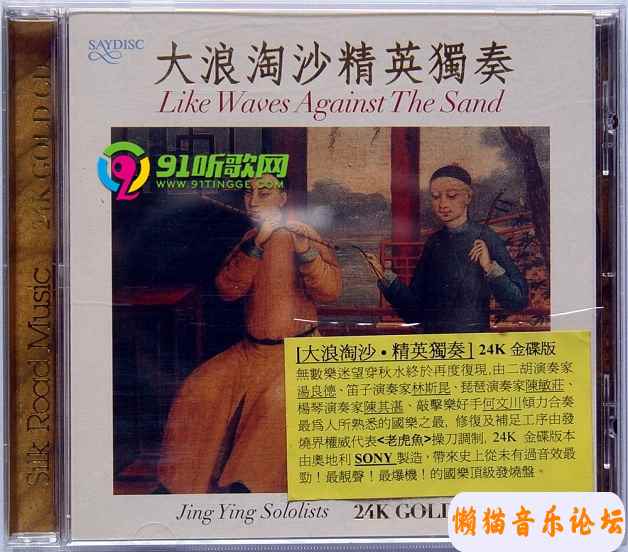 SAYDISC
大浪淘沙精英獨奏
Like Waves Against The Sand
91听歌网
WWW.91TINGGE.COM
[大浪淘沙•精英獨奏] 24K 金碟版
無數樂迷望穿秋水終於再度復現,由二胡演奏家
湯良德、笛子演奏家林斯昆、琵琶演奏家陳敏莊、
楊琴演奏家陳其湛、敲擊樂好手何文川傾力合奏
最爲人所熟悉的國樂之最,修復及補足工序由發
燒界權威代表<老虎魚>操刀調制,24K 金碟版本
由奧地利 SONY 製造,帶來史上從未有過音效最
勁!最靚聲!最爆機!的國樂頂級發燒盤。
Jing Ying Sololists
24K GOLD
懒猫音乐论坛
Silk Road Music
24K GOLD CD